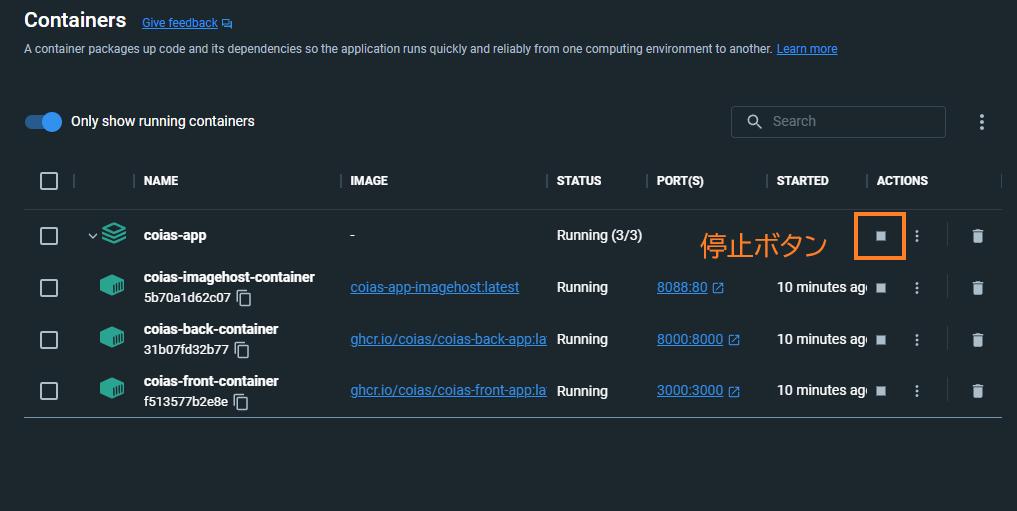 Containers Give feedback
A container packages up code and its dependencies so the application runs quickly and reliably from one computing environment to another. Learn more
Only show running containers
Search
NAME IMAGE STATUS PORT(S) STARTED ACTIONS
coias-app - Running (3/3)
停止ボタン
coias-imagehost-container
5b70a1d62c07 coias-app-imagehost:latest Running 8088:80 10 minutes ago
coias-back-container
31b07fd32b77 ghcr.io/coias/coias-back-app:la Running 8000:8000 10 minutes ago
coias-front-container
f513577b2e8e ghcr.io/coias/coias-front-app:la Running 3000:3000 10 minutes ago